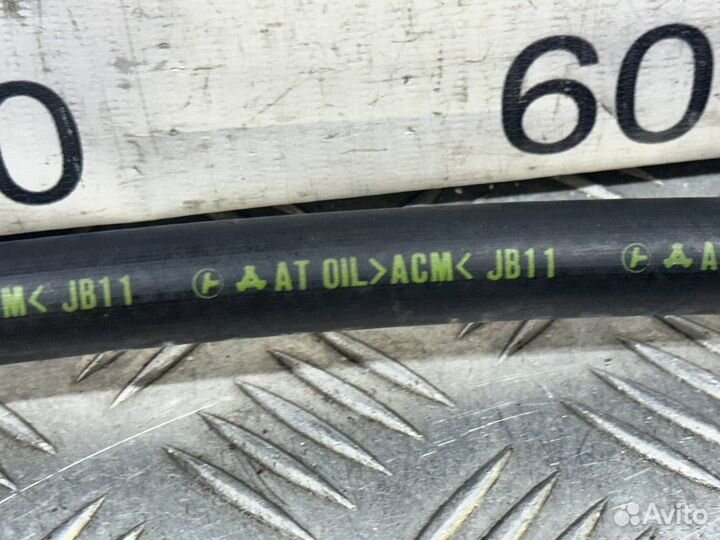 0
60
M< JB11 AT OIL>ACM< JB11 A
Avito